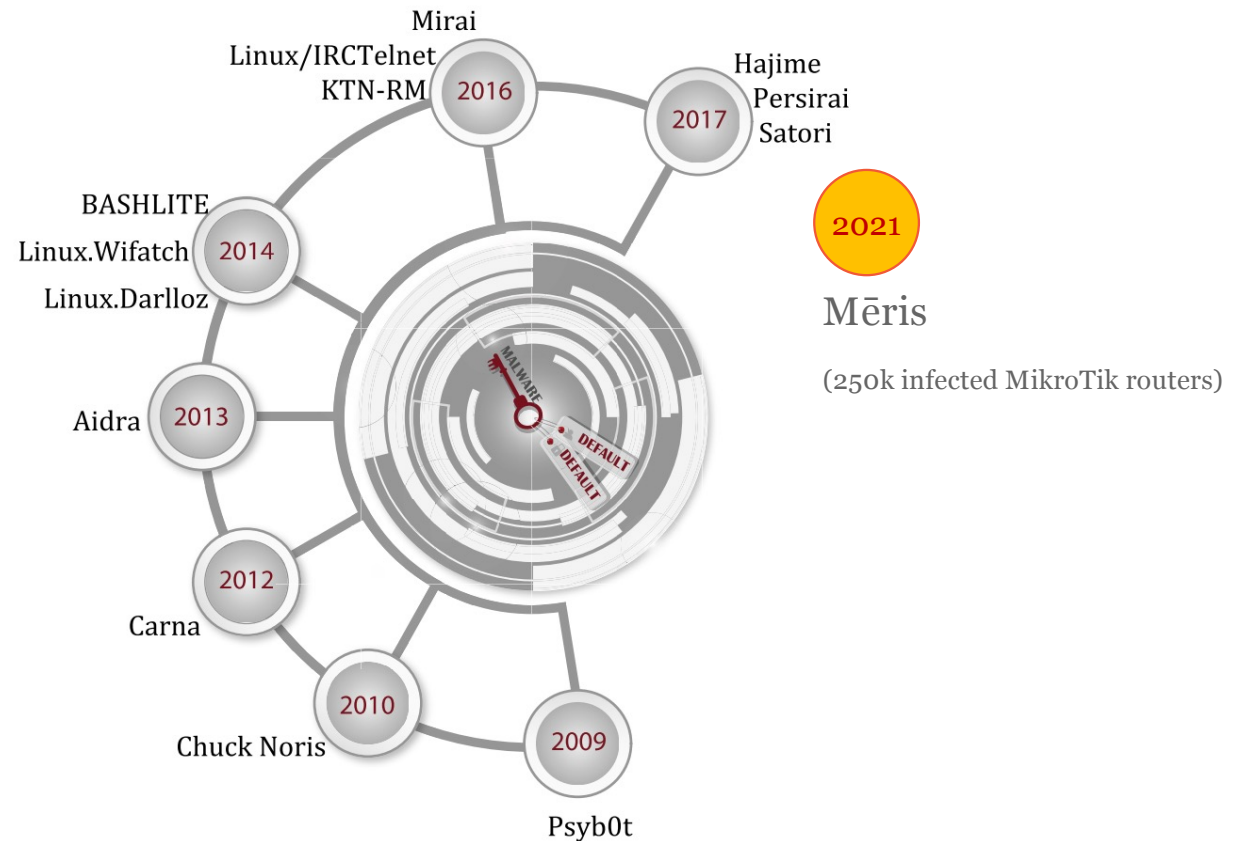 Mirai
Linux/IRCTelnet
KTN-RM
2016
Hajime
Persirai
Satori
2017
2021
Mēris
(250k infected MikroTik routers)
BASHLITE
Linux.Wifatch
Linux.Darlloz
2014
MALWARE
DEFAULT
DEFAULT
Aidra
2013
2012
Carna
2010
Chuck Noris
2009
Psyb0t